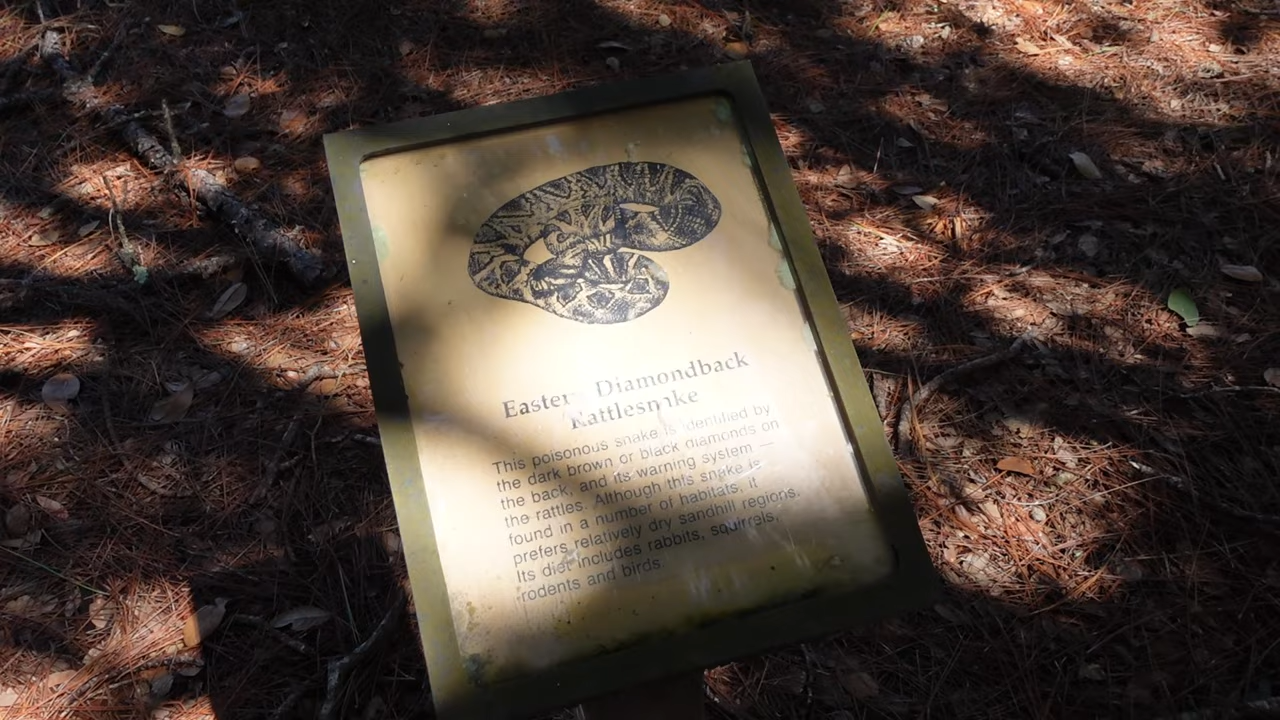 Eastern Diamondback
Rattlesnake
This poisonous snake is identified by
the dark brown or black diamonds on
the back, and its warning system —
the rattles. Although this snake is
found in a number of habitats, it
prefers relatively dry sandhill regions.
Its diet includes rabbits, squirrels,
rodents and birds.